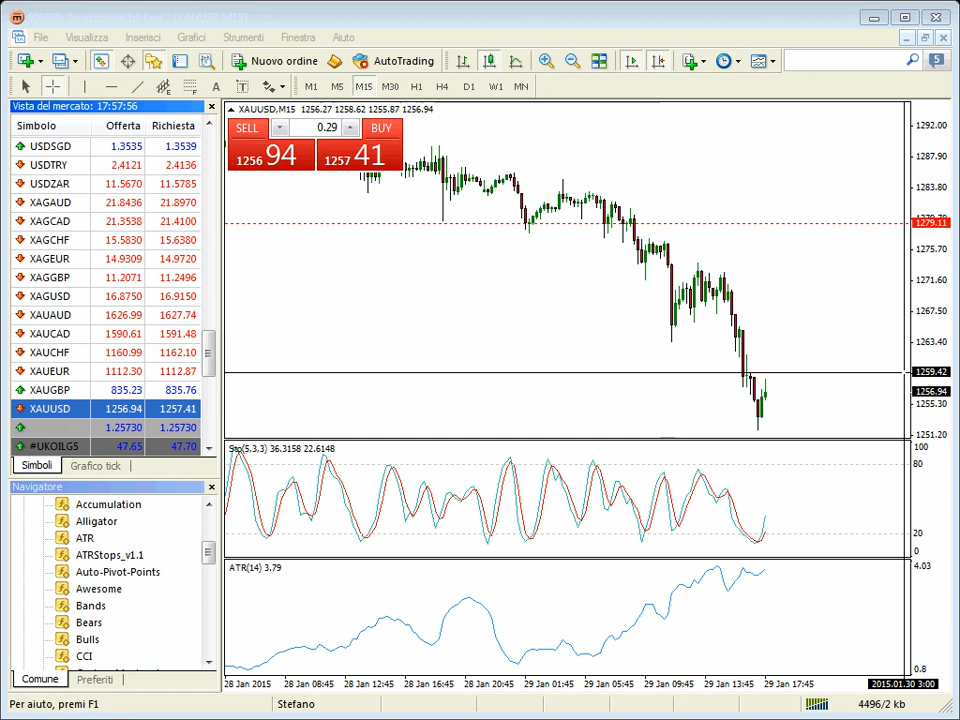 File Visualizza Inserisci Grafici Strumenti Finestra Aiuto
Nuovo ordine AutoTrading 5
A T M1 M5 M15 M30 H1 H4 D1 W1 MN
Vista del mercato: 17:57:56
Simbolo Offerta Richiesta
USDSGD 1.3535 1.3539
USDTRY 2.4121 2.4136
USDZAR 11.5670 11.5785
XAGAUD 21.8436 21.8970
XAGCAD 21.3538 21.4100
XAGCHF 15.5830 15.6380
XAGEUR 14.9309 14.9720
XAGGBP 11.2071 11.2496
XAGUSD 16.8750 16.9150
XAUAUD 1626.99 1627.74
XAUCAD 1590.61 1591.48
XAUCHF 1160.99 1162.10
XAUEUR 1112.30 1112.87
XAUGBP 835.23 835.76
XAUUSD 1256.94 1257.41
1.25730 1.25730
#UKOILG5 47.65 47.70
Simboli Grafico tick
Navigatore
Accumulation
Alligator
ATR
ATRStops_v1.1
Auto-Pivot-Points
Awesome
Bands
Bears
Bulls
CCI
Comune Preferiti
XAUUSD,M15 1256.27 1258.62 1255.87 1256.94
SELL 0.29 BUY
1256 94 1257 41
1292.00
1287.90
1283.80
1279.11
1275.70
1271.60
1267.50
1263.40
1259.42
1256.94
1255.30
1251.20
Sto(5,3,3) 36.3158 22.6148
100
80
20
0
ATR(14) 3.79
4.03
0.8
28 Jan 2015 28 Jan 08:45 28 Jan 12:45 28 Jan 16:45 28 Jan 20:45 29 Jan 01:45 29 Jan 05:45 29 Jan 09:45 29 Jan 13:45 29 Jan 17:45 2015.01.30 3:00
Per aiuto, premi F1 Stefano 4496/2 kb